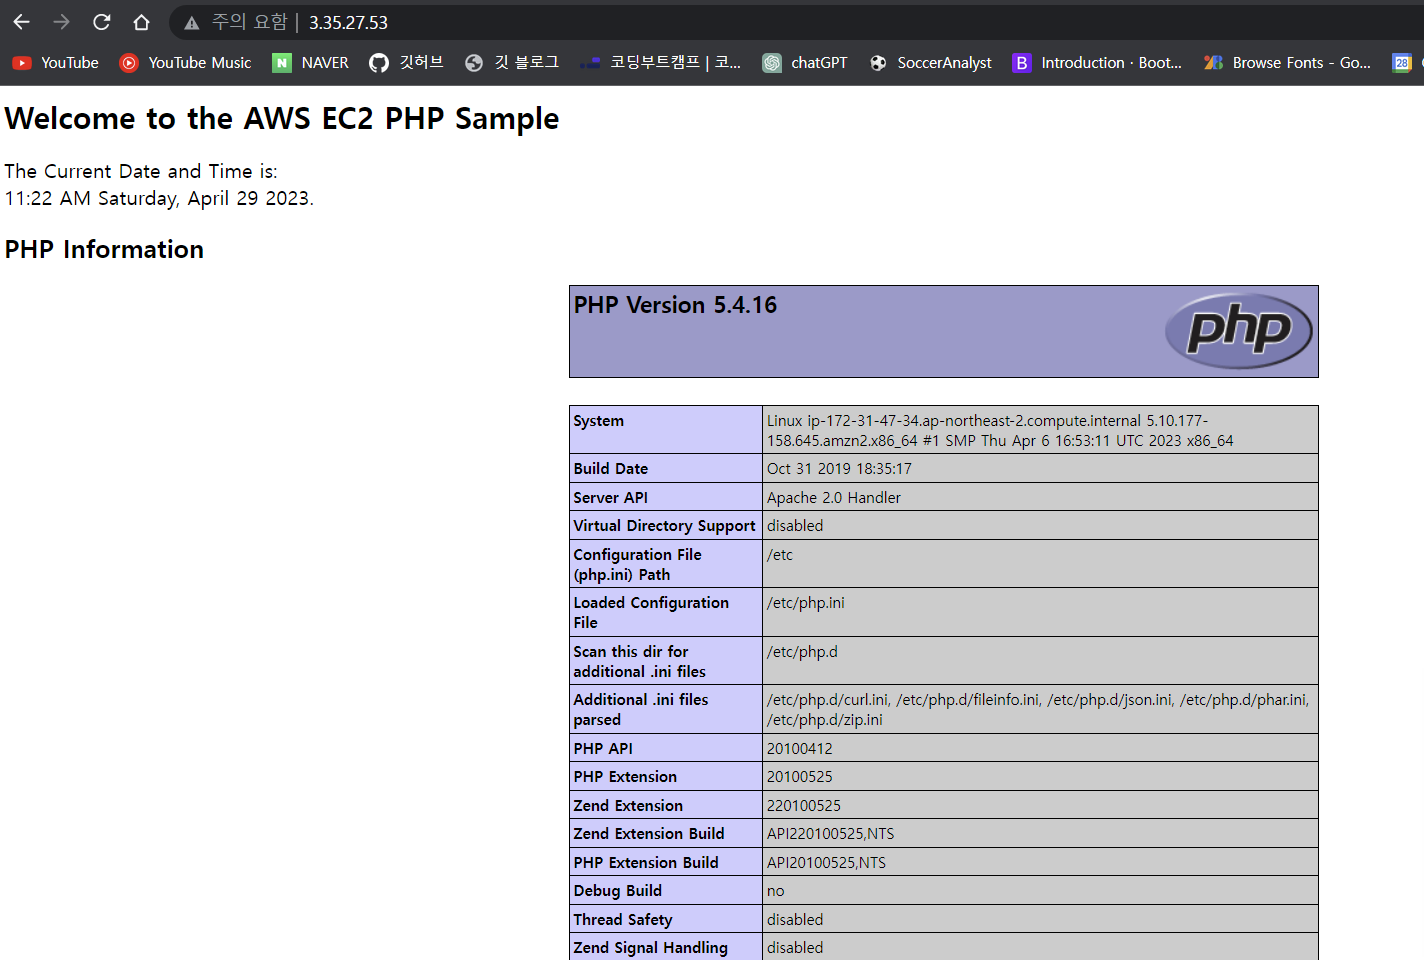 주의 요함 | 3.35.27.53
YouTube YouTube Music NAVER 깃허브 깃 블로그 코딩부트캠프 | 코... chatGPT SoccerAnalyst Introduction · Boot... Browse Fonts - Go... 28
Welcome to the AWS EC2 PHP Sample
The Current Date and Time is:
11:22 AM Saturday, April 29 2023.
PHP Information
PHP Version 5.4.16
php
System Linux ip-172-31-47-34.ap-northeast-2.compute.internal 5.10.177-
158.645.amzn2.x86_64 #1 SMP Thu Apr 6 16:53:11 UTC 2023 x86_64
Build Date Oct 31 2019 18:35:17
Server API Apache 2.0 Handler
Virtual Directory Support disabled
Configuration File /etc
(php.ini) Path
Loaded Configuration /etc/php.ini
File
Scan this dir for /etc/php.d
additional .ini files
Additional .ini files /etc/php.d/curl.ini, /etc/php.d/fileinfo.ini, /etc/php.d/json.ini, /etc/php.d/phar.ini,
parsed /etc/php.d/zip.ini
PHP API 20100412
PHP Extension 20100525
Zend Extension 220100525
Zend Extension Build API220100525,NTS
PHP Extension Build API20100525,NTS
Debug Build no
Thread Safety disabled
Zend Signal Handling disabled